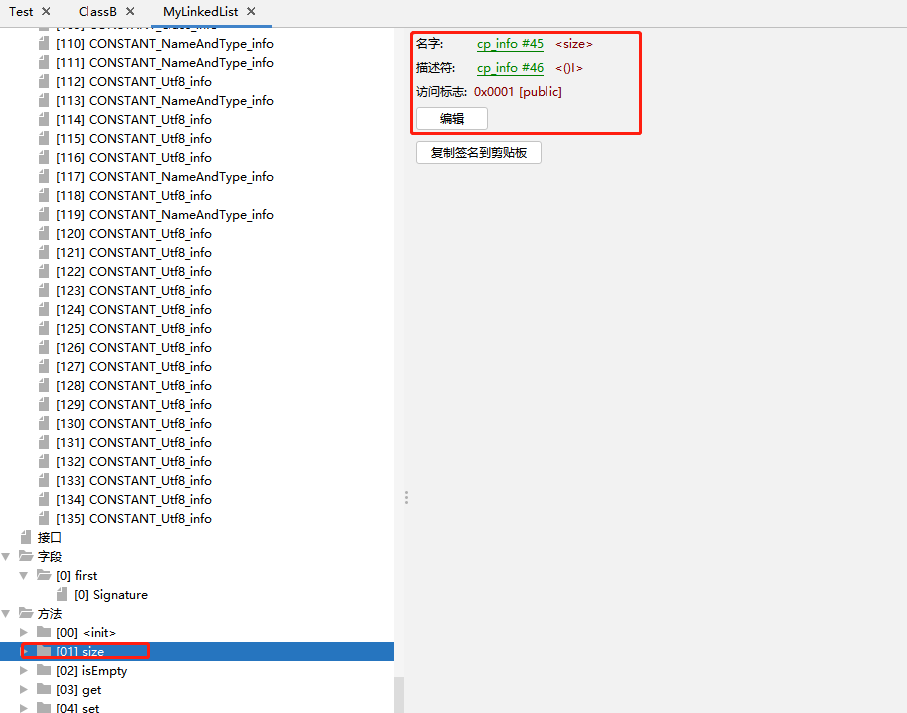 Test × ClassB × MyLinkedList ×
[110] CONSTANT_NameAndType_info
[111] CONSTANT_NameAndType_info
[112] CONSTANT_Utf8_info
[113] CONSTANT_NameAndType_info
[114] CONSTANT_Utf8_info
[115] CONSTANT_Utf8_info
[116] CONSTANT_Utf8_info
[117] CONSTANT_NameAndType_info
[118] CONSTANT_Utf8_info
[119] CONSTANT_NameAndType_info
[120] CONSTANT_Utf8_info
[121] CONSTANT_Utf8_info
[122] CONSTANT_Utf8_info
[123] CONSTANT_Utf8_info
[124] CONSTANT_Utf8_info
[125] CONSTANT_Utf8_info
[126] CONSTANT_Utf8_info
[127] CONSTANT_Utf8_info
[128] CONSTANT_Utf8_info
[129] CONSTANT_Utf8_info
[130] CONSTANT_Utf8_info
[131] CONSTANT_Utf8_info
[132] CONSTANT_Utf8_info
[133] CONSTANT_Utf8_info
[134] CONSTANT_Utf8_info
[135] CONSTANT_Utf8_info
接口
字段
[0] first
[0] Signature
方法
[00] <init>
[01] size
[02] isEmpty
[03] get
[04] set
名字: cp_info #45 <size>
描述符: cp_info #46 <()I>
访问标志: 0x0001 [public]
编辑
复制签名到剪贴板